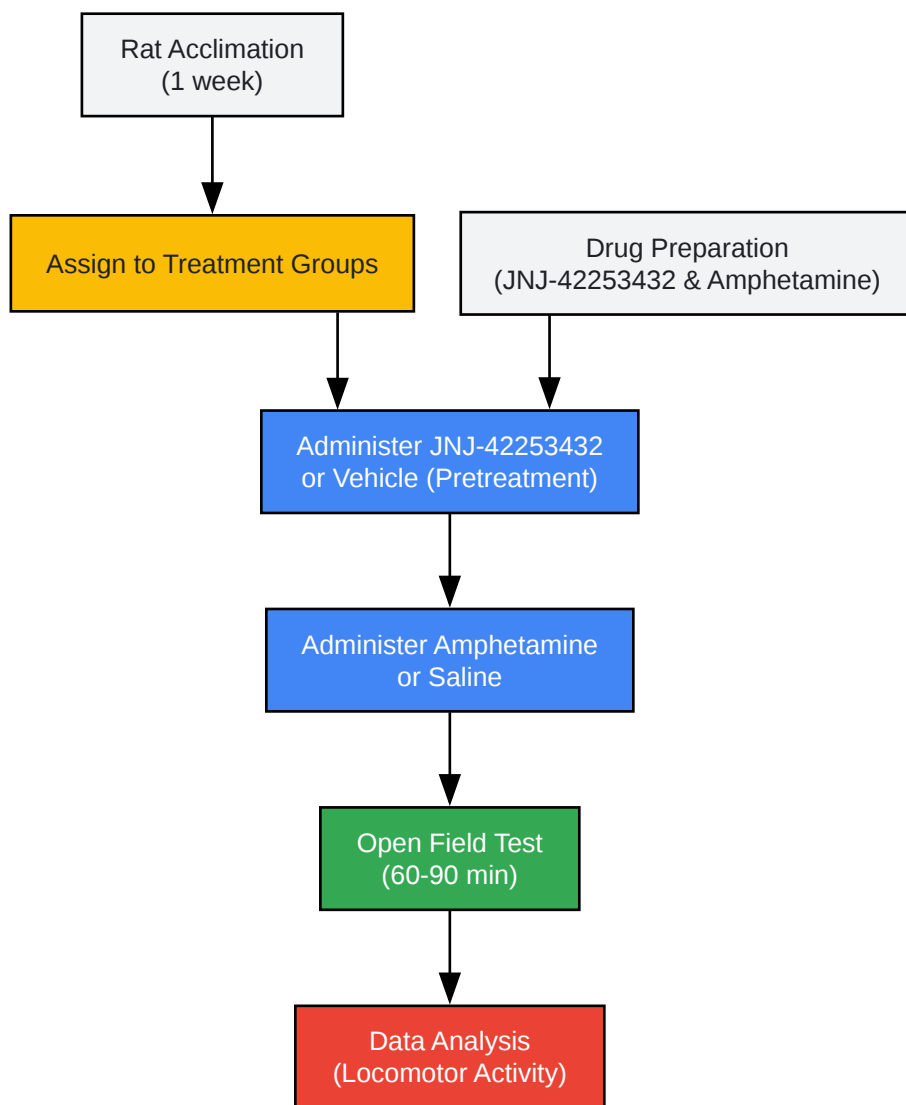 Rat Acclimation
(1 week)
Assign to Treatment Groups
Drug Preparation
(JNJ-42253432 & Amphetamine)
Administer JNJ-42253432
or Vehicle (Pretreatment)
Administer Amphetamine
or Saline
Open Field Test
(60-90 min)
Data Analysis
(Locomotor Activity)